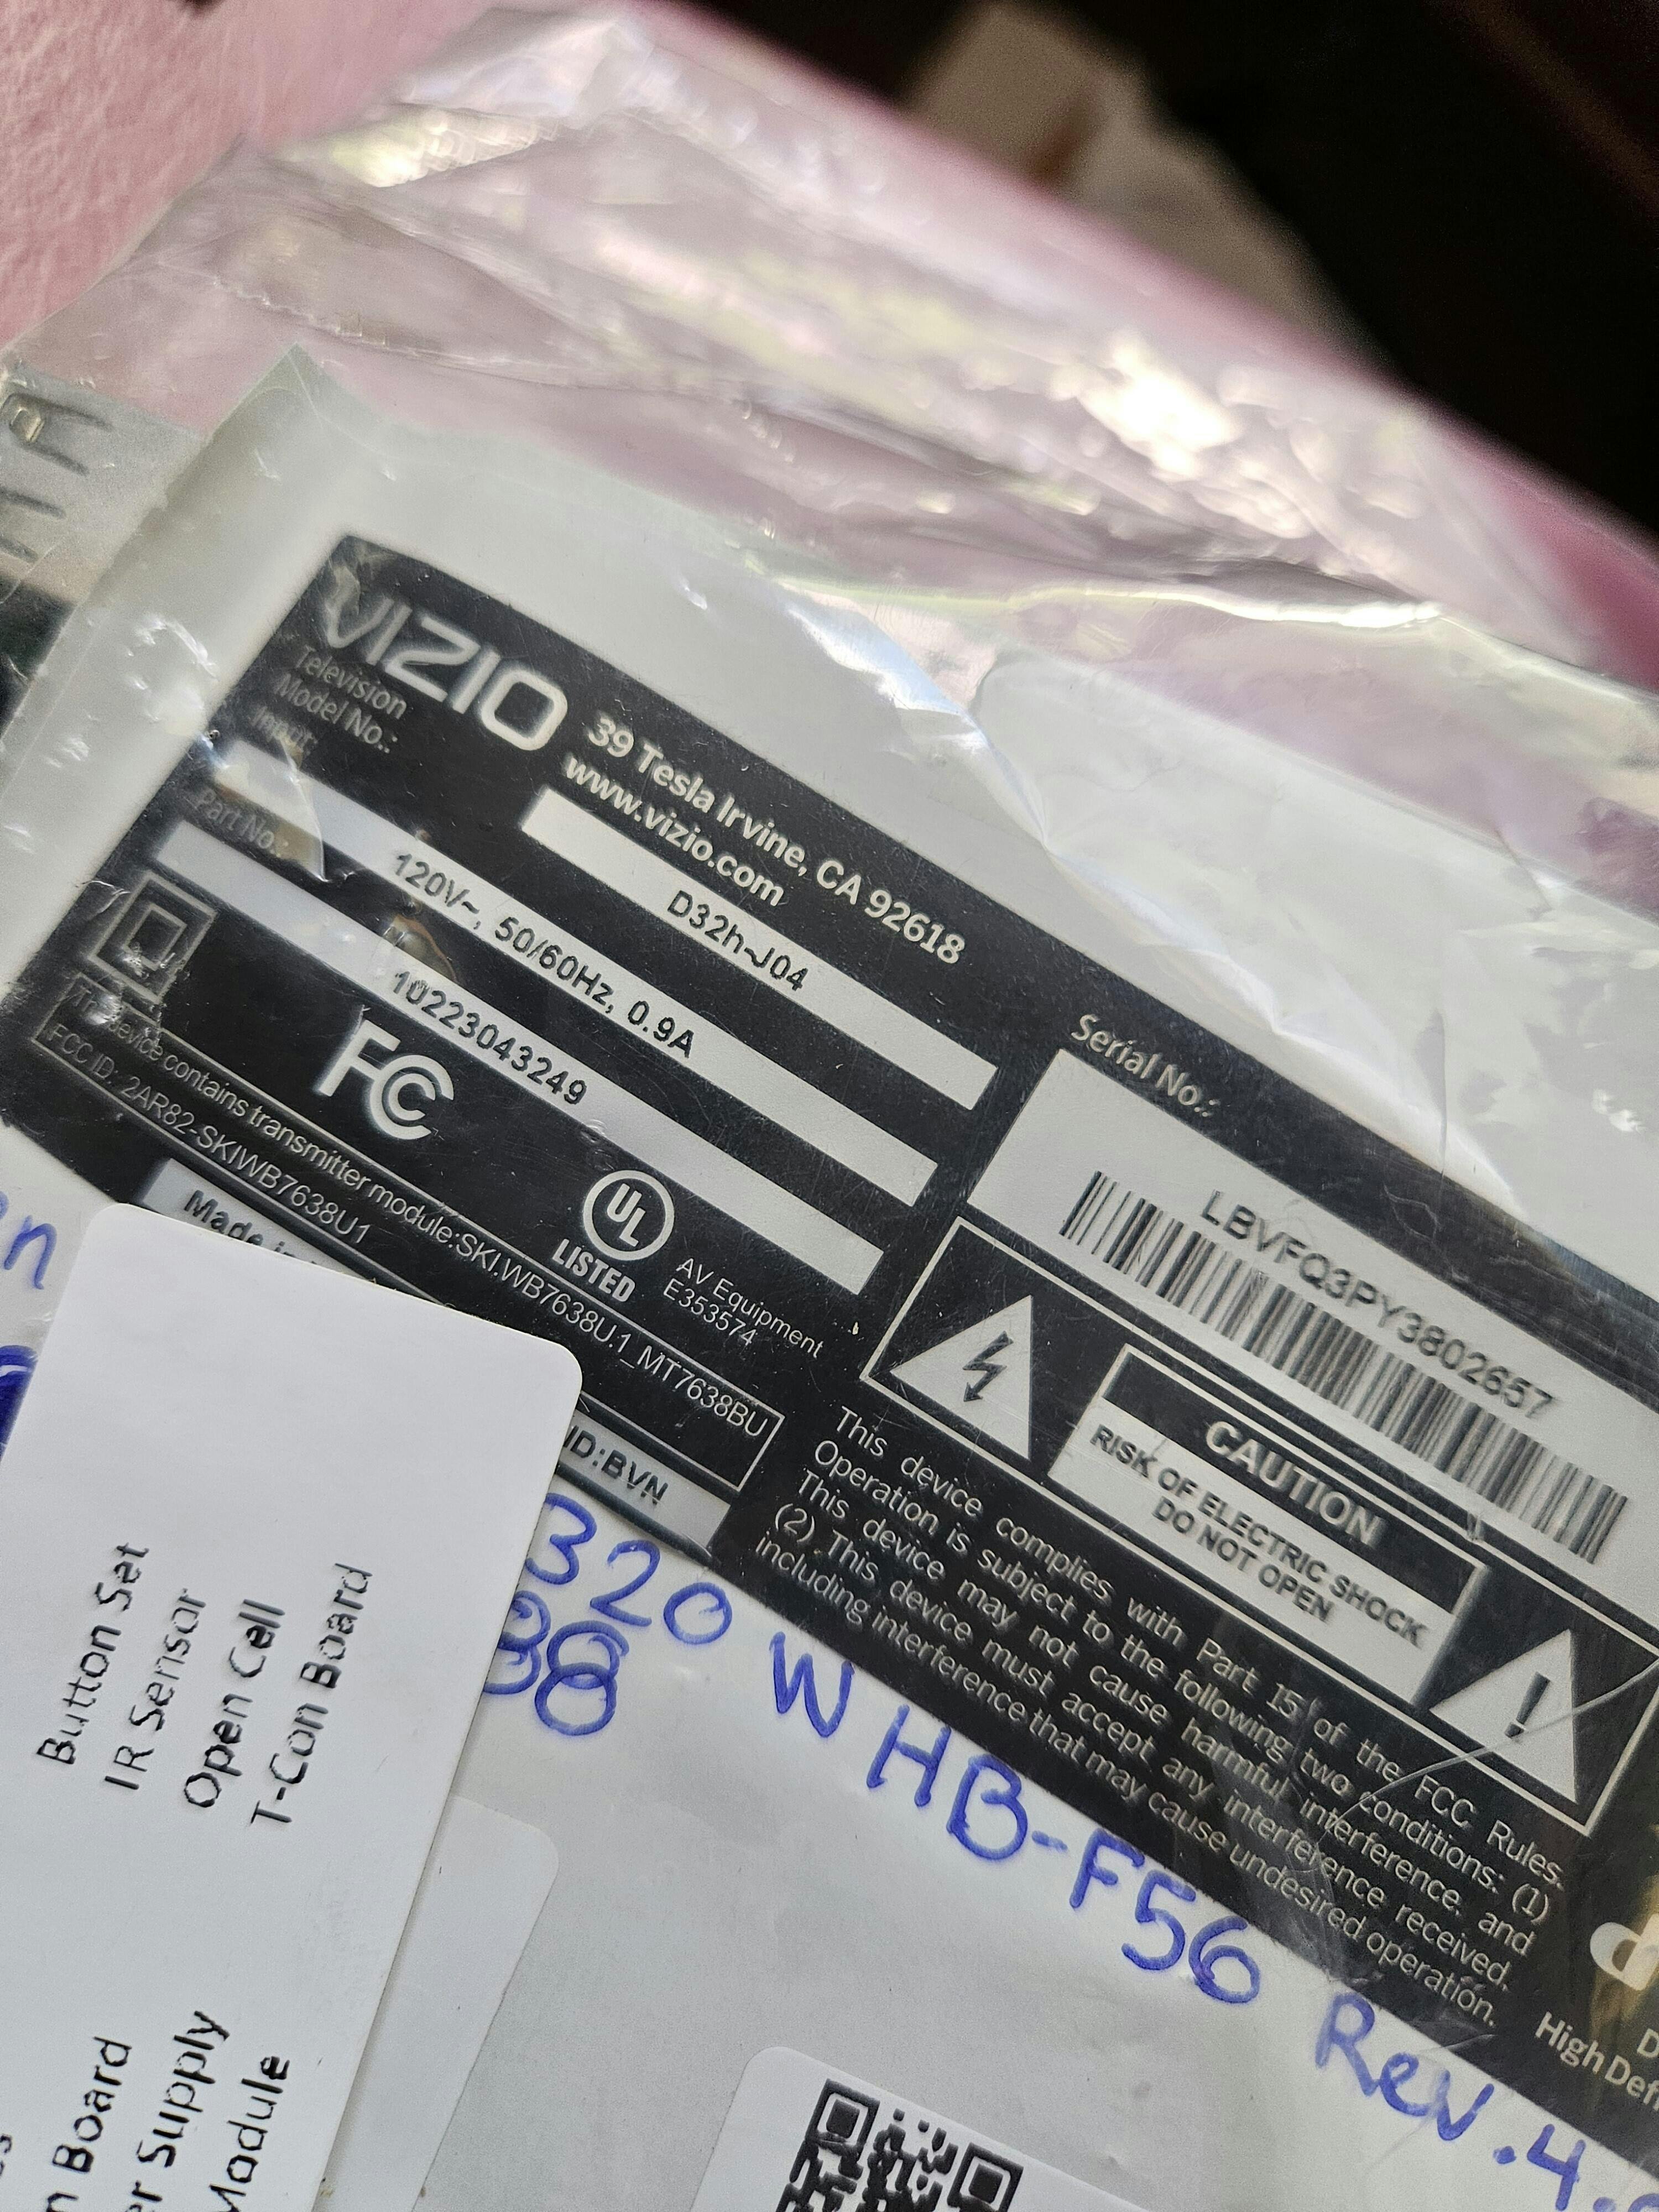 VIZIO
39 Tesla Irvine, CA 92618
www.vizio.com
Television
Model No.:
D32h-J04
Input:
120V~, 50/60Hz, 0.9A
Part No.:
10223043249
FC
UL
LISTED
AV Equipment
E353574
This device contains transmitter module:SKI.WB7638U.1_MT7638BU
FCC ID: 2AR82-SKIWB7638U1
Made in
ID:BVN
Serial No.:
LBVFQ3PY3802657
CAUTION
RISK OF ELECTRIC SHOCK
DO NOT OPEN
This device complies with Part 15 of the FCC Rules.
Operation is subject to the following two conditions: (1)
This device may not cause harmful interference, and
(2) This device must accept any interference received,
including interference that may cause undesired operation.
High Def
320 WHB-F56 Rev.4.
Button Set
IR Sensor
Open Cell
T-Con Board
Board
Supply
Module